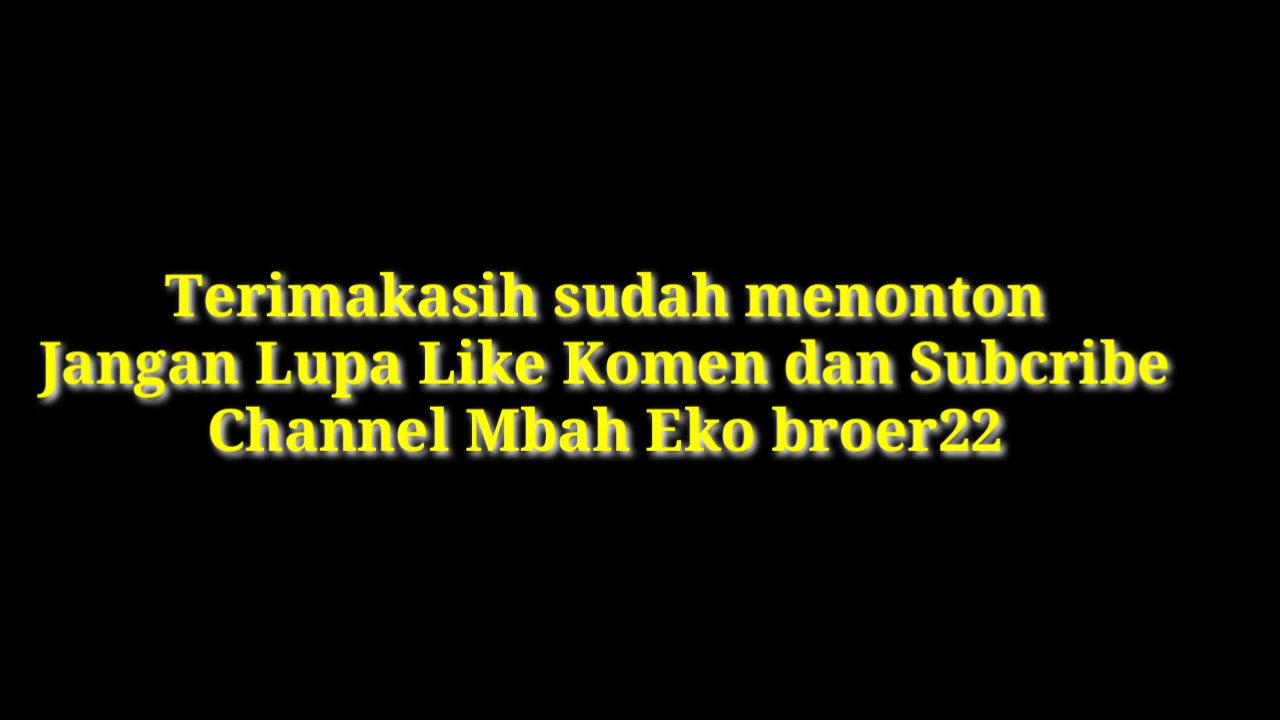 Terimakasih sudah menonton
Jangan Lupa Like Komen dan Subcribe
Channel Mbah Eko broer22